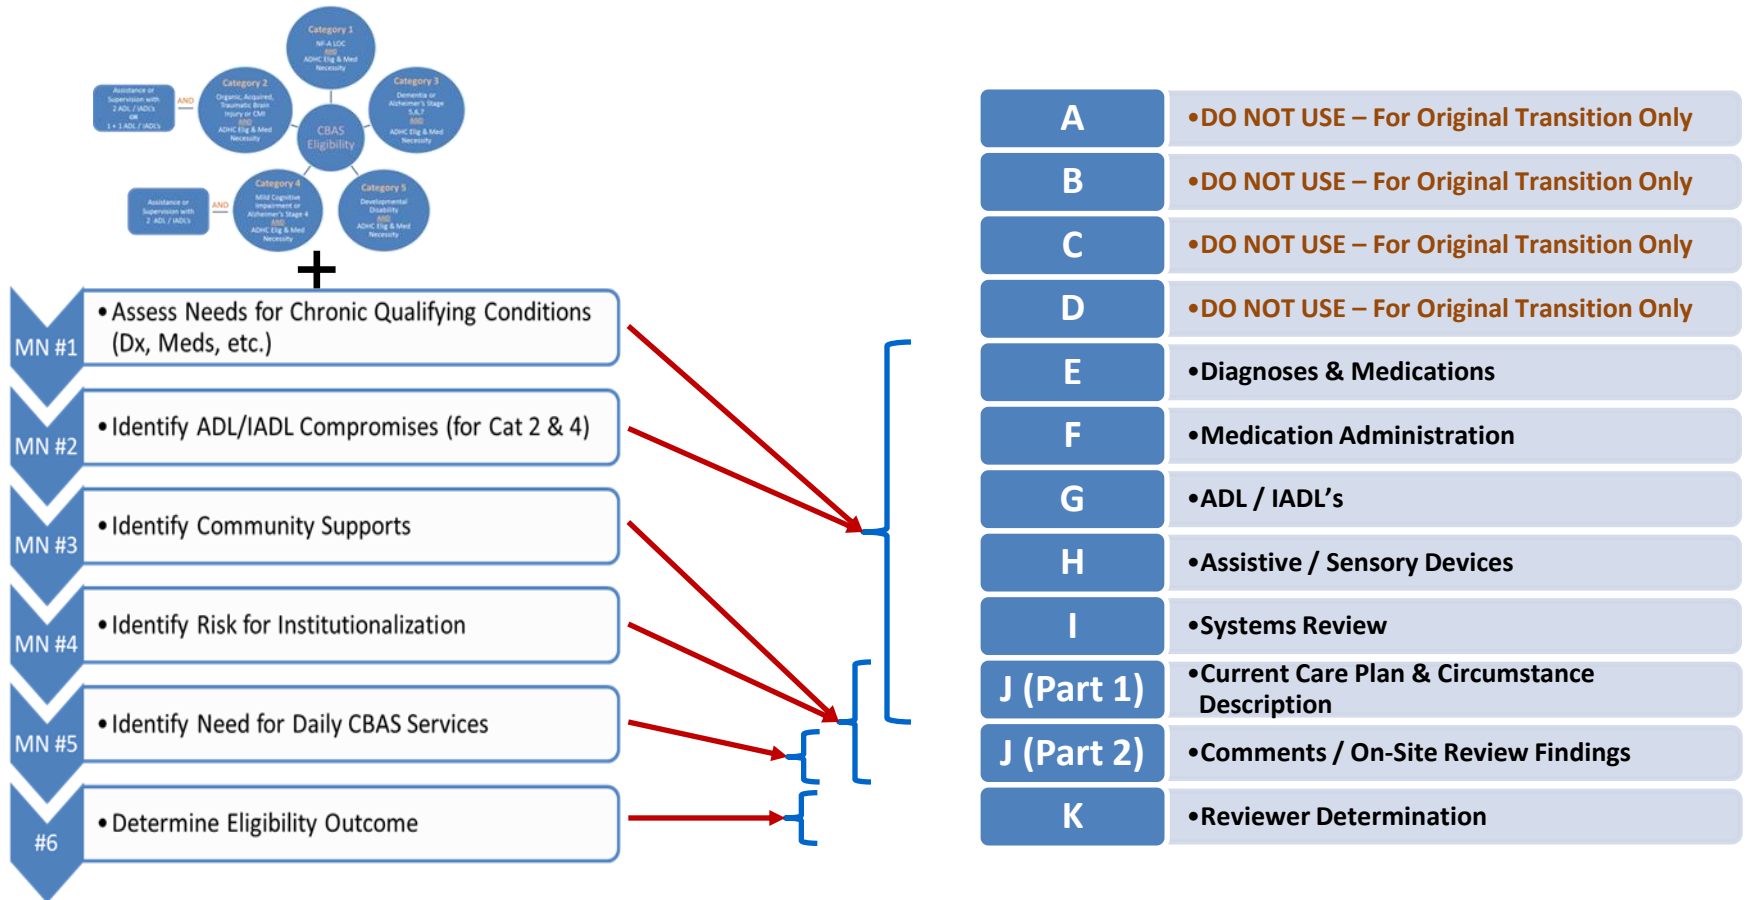 Category 1
NF-A LOC
AND
ADHC Elig & Med
Necessity
Category 2
Organic, Acquired,
Traumatic Brain
Injury or CMI
AND
ADHC Elig & Med
Necessity
Category 3
Dementia or
Alzheimer's Stage
5,6,7
AND
ADHC Elig & Med
Necessity
Assistance or
Supervision with
2 ADL / IADL's
OR
1 + 1 ADL / IADL's
AND
CBAS
Eligibility
Category 4
Mild Cognitive
Impairment or
Alzheimer's Stage 4
AND
ADHC Elig & Med
Necessity
Category 5
Developmental
Disability
AND
ADHC Elig & Med
Necessity
Assistance or
Supervision with
2 ADL / IADL's
AND
+
MN #1
• Assess Needs for Chronic Qualifying Conditions
(Dx, Meds, etc.)
MN #2
• Identify ADL/IADL Compromises (for Cat 2 & 4)
MN #3
• Identify Community Supports
MN #4
• Identify Risk for Institutionalization
MN #5
• Identify Need for Daily CBAS Services
#6
• Determine Eligibility Outcome
A
•DO NOT USE – For Original Transition Only
B
•DO NOT USE – For Original Transition Only
C
•DO NOT USE – For Original Transition Only
D
•DO NOT USE – For Original Transition Only
E
•Diagnoses & Medications
F
•Medication Administration
G
•ADL / IADL’s
H
•Assistive / Sensory Devices
I
•Systems Review
J (Part 1)
•Current Care Plan & Circumstance
Description
J (Part 2)
•Comments / On-Site Review Findings
K
•Reviewer Determination